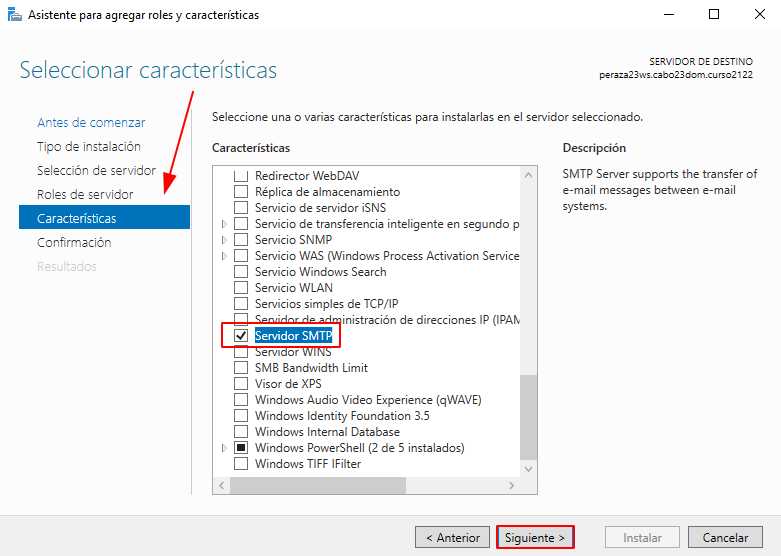 Asistente para agregar roles y características
Seleccionar características
SERVIDOR DE DESTINO
peraza23ws.cabo23dom.curso2122
Antes de comenzar
Tipo de instalación
Selección de servidor
Roles de servidor
Características
Confirmación
Resultados
Seleccione una o varias características para instalarlas en el servidor seleccionado.
Características
Redirector WebDAV
Réplica de almacenamiento
Servicio de servidor iSNS
Servicio de transferencia inteligente en segundo p
Servicio SNMP
Servicio WAS (Windows Process Activation Service
Servicio Windows Search
Servicio WLAN
Servicios simples de TCP/IP
Servidor de administración de direcciones IP (IPAM
Servidor SMTP
Servidor WINS
SMB Bandwidth Limit
Visor de XPS
Windows Audio Video Experience (qWAVE)
Windows Identity Foundation 3.5
Windows Internal Database
Windows PowerShell (2 de 5 instalados)
Windows TIFF IFilter
Descripción
SMTP Server supports the transfer of
e-mail messages between e-mail
systems.
< Anterior
Siguiente >
Instalar
Cancelar